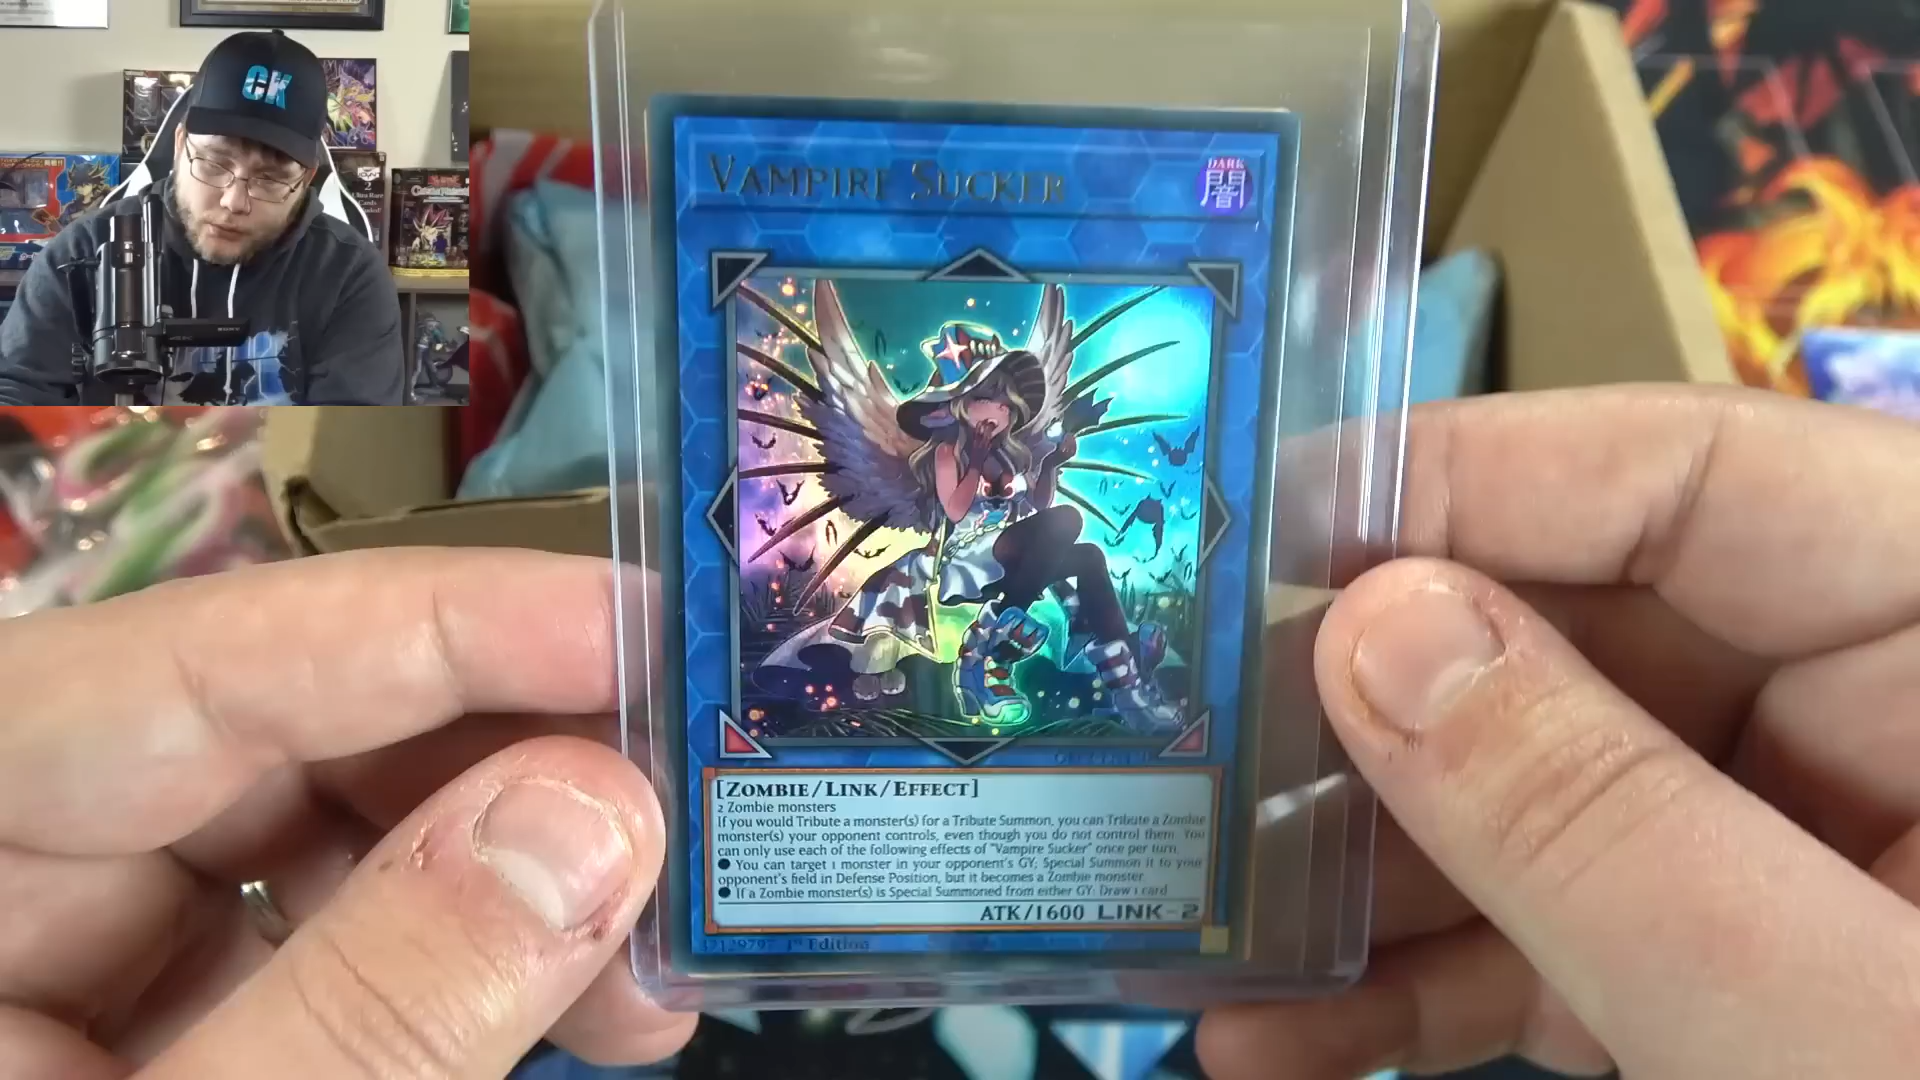 CK
VAMPIRE SUCKER
DARK
闇
[ZOMBIE/LINK/EFFECT]
2 Zombie monsters
If you would Tribute a monster(s) for a Tribute Summon, you can Tribute a Zombie
monster(s) your opponent controls, even though you do not control them. You
can only use each of the following effects of "Vampire Sucker" once per turn.
● You can target 1 monster in your opponent's GY; Special Summon it to your
opponent's field in Defense Position, but it becomes a Zombie monster.
● If a Zombie monster(s) is Special Summoned from either GY: Draw 1 card.
ATK/1600 LINK-2
37129797 1st Edition